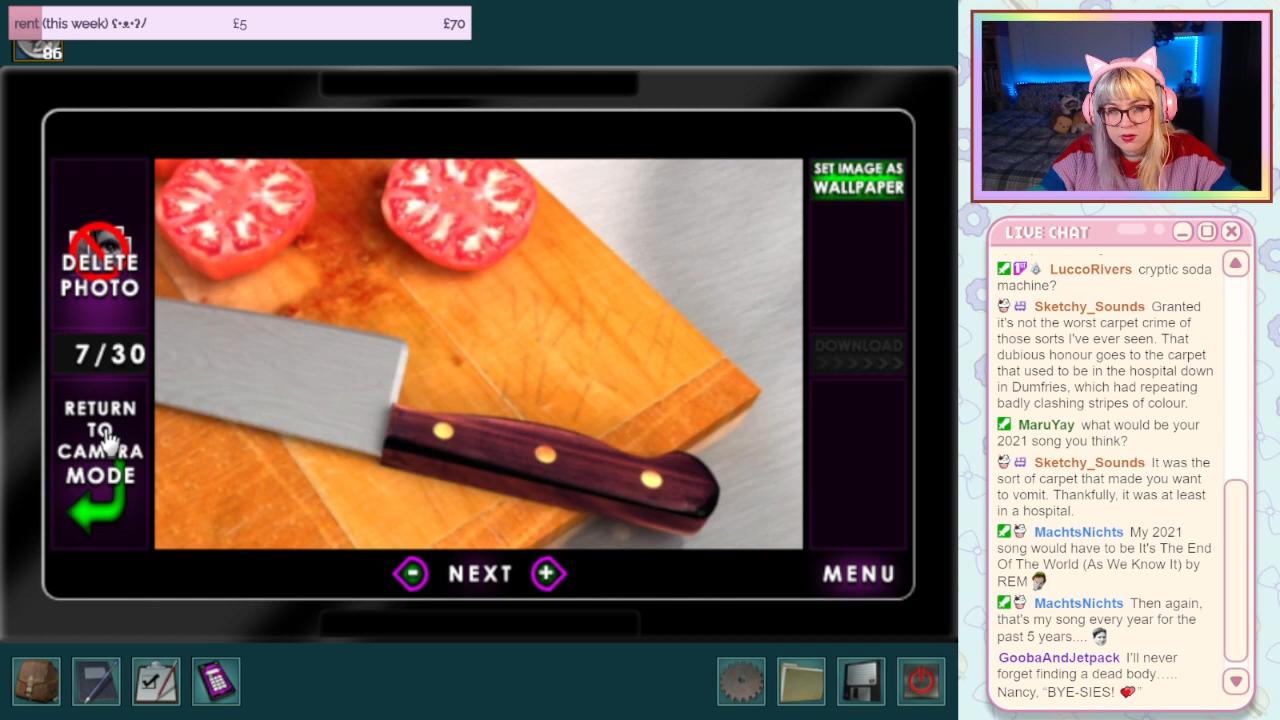 rent (this week) ʕ•ᴥ•ʔﾉ £5 £70
86
DELETE
PHOTO
7/30
RETURN
TO
CAMERA
MODE
SET IMAGE AS
WALLPAPER
DOWNLOAD
- NEXT +
MENU
LIVE CHAT
LuccoRivers cryptic soda
machine?
Sketchy_Sounds Granted
it's not the worst carpet crime of
those sorts I've ever seen. That
dubious honour goes to the carpet
that used to be in the hospital down
in Dumfries, which had repeating
badly clashing stripes of colour.
MaruYay what would be your
2021 song you think?
Sketchy_Sounds It was the
sort of carpet that made you want
to vomit. Thankfully, it was at least
in a hospital.
MachtsNichts My 2021
song would have to be It's The End
Of The World (As We Know It) by
REM
MachtsNichts Then again,
that's my song every year for the
past 5 years....
GoobaAndJetpack I'll never
forget finding a dead body…..
Nancy, “BYE-SIES! 💕”